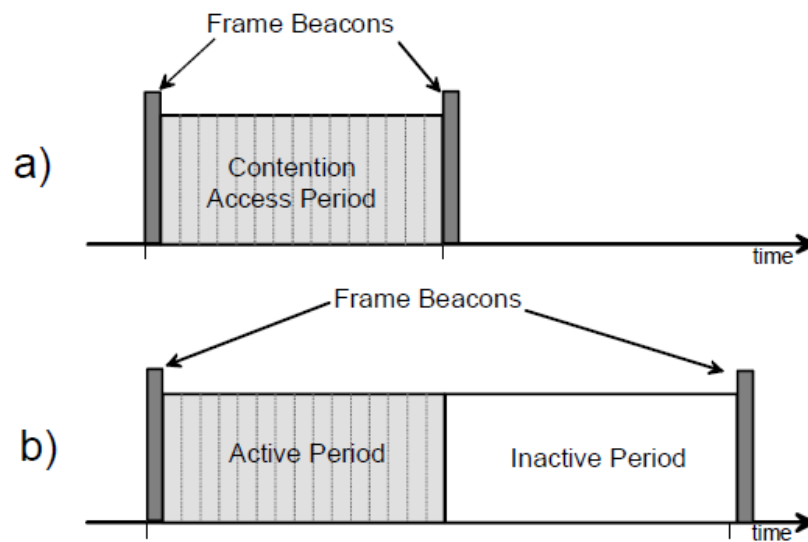 Frame Beacons
a)
Contention
Access Period
time
Frame Beacons
b)
Active Period
Inactive Period
time